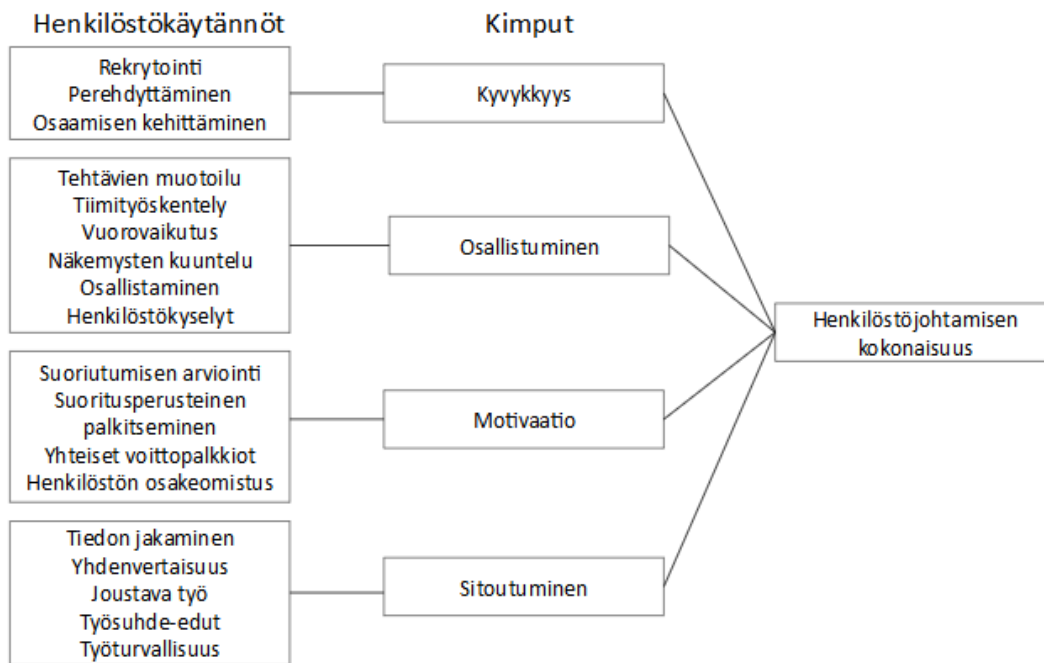 Henkilöstökäytännöt
Kimput
Rekrytointi
Perehdyttäminen
Osaamisen kehittäminen
Kyvykkyys
Tehtävien muotoilu
Tiimityöskentely
Vuorovaikutus
Näkemysten kuuntelu
Osallistaminen
Henkilöstökyselyt
Osallistuminen
Henkilöstöjohtamisen
kokonaisuus
Suoriutumisen arviointi
Suoritusperusteinen
palkitseminen
Yhteiset voittopalkkiot
Henkilöstön osakeomistus
Motivaatio
Tiedon jakaminen
Yhdenvertaisuus
Joustava työ
Työsuhde-edut
Työturvallisuus
Sitoutuminen